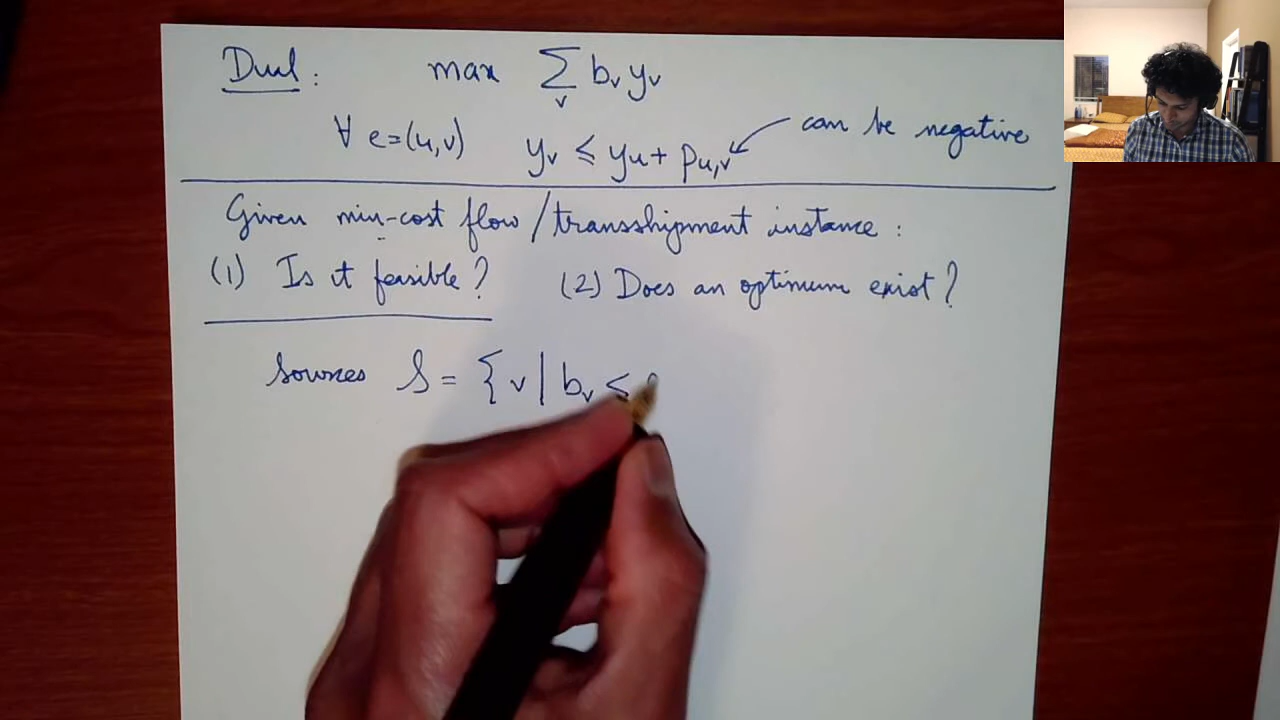 Dual: max ∑_v b_v y_v
∀ e=(u,v) y_v ≤ y_u + p_{u,v} can be negative
Given min-cost flow / transshipment instance :
(1) Is it feasible? (2) Does an optimum exist?
Sources S = { v | b_v ≤